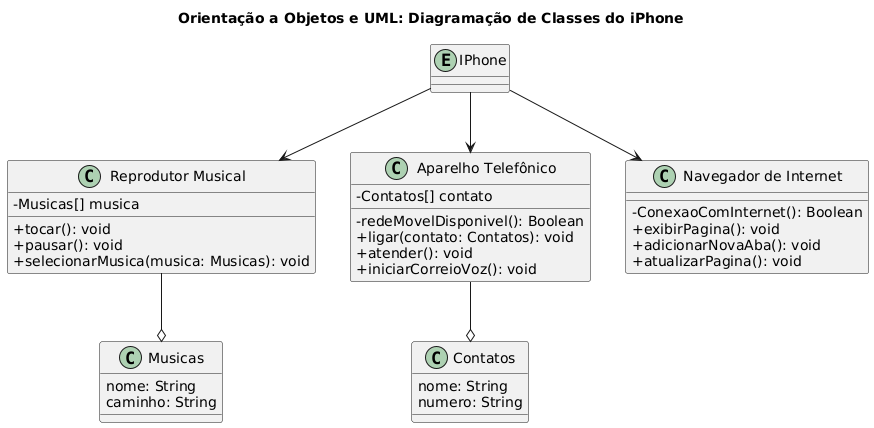 Orientação a Objetos e UML: Diagramação de Classes do iPhone
E IPhone
C Reprodutor Musical
-Musicas[] musica
+tocar(): void
+pausar(): void
+selecionarMusica(musica: Musicas): void
C Aparelho Telefônico
-Contatos[] contato
-redeMovelDisponivel(): Boolean
+ligar(contato: Contatos): void
+atender(): void
+iniciarCorreioVoz(): void
C Navegador de Internet
-ConexaoComInternet(): Boolean
+exibirPagina(): void
+adicionarNovaAba(): void
+atualizarPagina(): void
C Musicas
nome: String
caminho: String
C Contatos
nome: String
numero: String